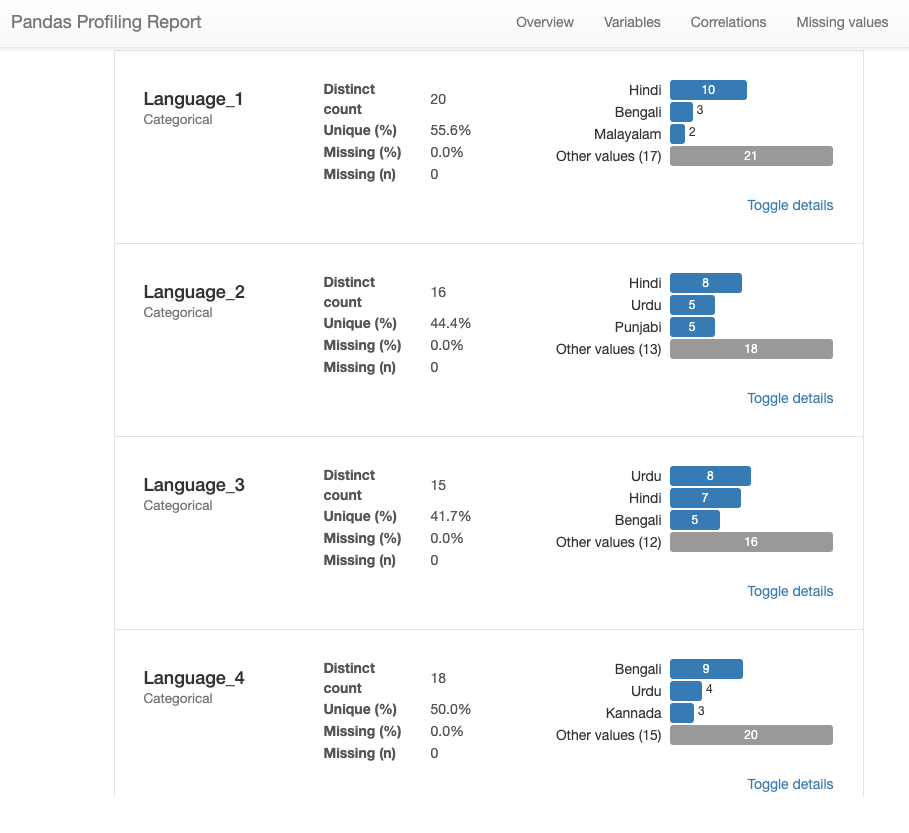 Pandas Profiling Report Overview Variables Correlations Missing values
Language_1
Categorical
Distinct count 20
Unique (%) 55.6%
Missing (%) 0.0%
Missing (n) 0
Hindi 10
Bengali 3
Malayalam 2
Other values (17) 21
Toggle details
Language_2
Categorical
Distinct count 16
Unique (%) 44.4%
Missing (%) 0.0%
Missing (n) 0
Hindi 8
Urdu 5
Punjabi 5
Other values (13) 18
Toggle details
Language_3
Categorical
Distinct count 15
Unique (%) 41.7%
Missing (%) 0.0%
Missing (n) 0
Urdu 8
Hindi 7
Bengali 5
Other values (12) 16
Toggle details
Language_4
Categorical
Distinct count 18
Unique (%) 50.0%
Missing (%) 0.0%
Missing (n) 0
Bengali 9
Urdu 4
Kannada 3
Other values (15) 20
Toggle details